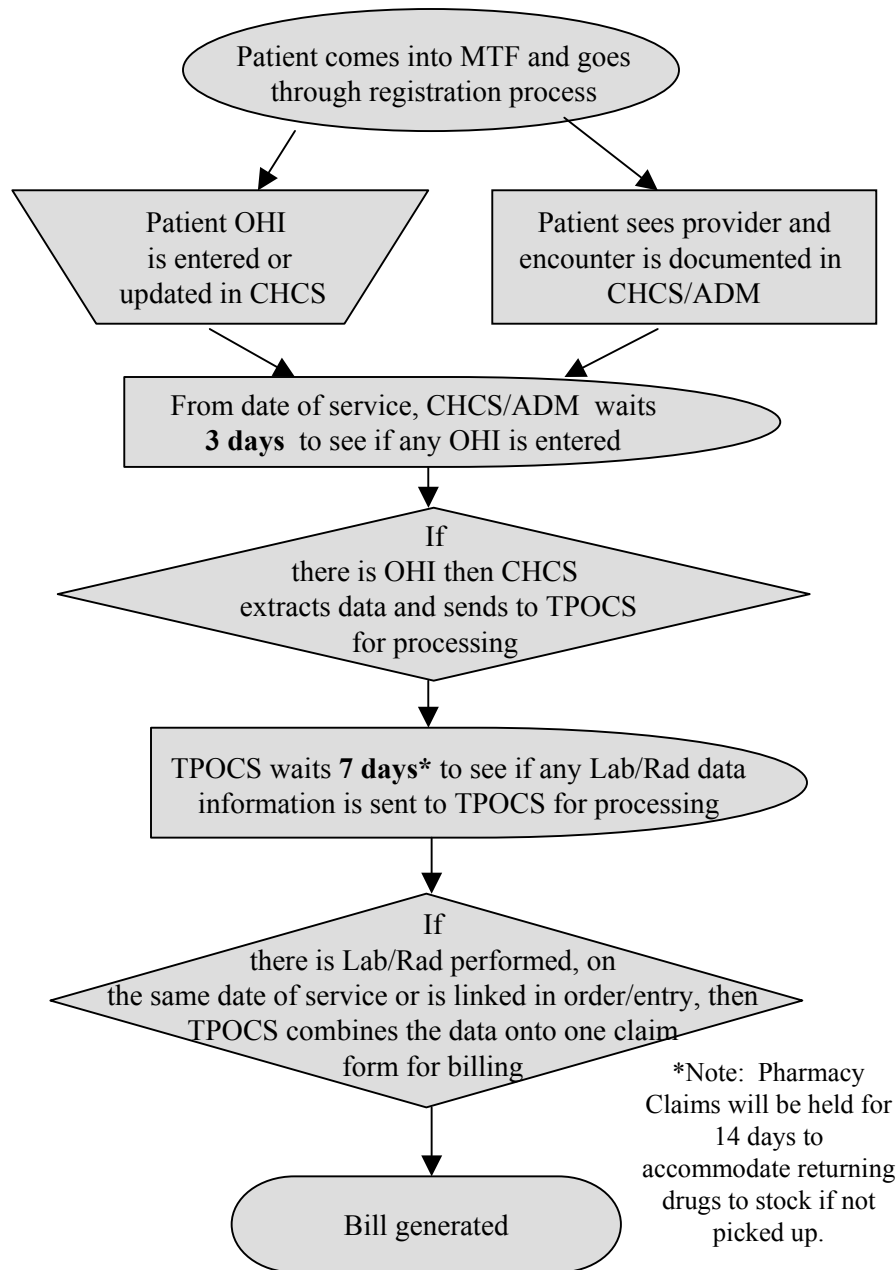 Patient comes into MTF and goes
through registration process
Patient OHI
is entered or
updated in CHCS
Patient sees provider and
encounter is documented in
CHCS/ADM
From date of service, CHCS/ADM waits
3 days to see if any OHI is entered
If
there is OHI then CHCS
extracts data and sends to TPOCS
for processing
TPOCS waits 7 days* to see if any Lab/Rad data
information is sent to TPOCS for processing
If
there is Lab/Rad performed, on
the same date of service or is linked in order/entry, then
TPOCS combines the data onto one claim
form for billing
*Note: Pharmacy
Claims will be held for
14 days to
accommodate returning
drugs to stock if not
picked up.
Bill generated